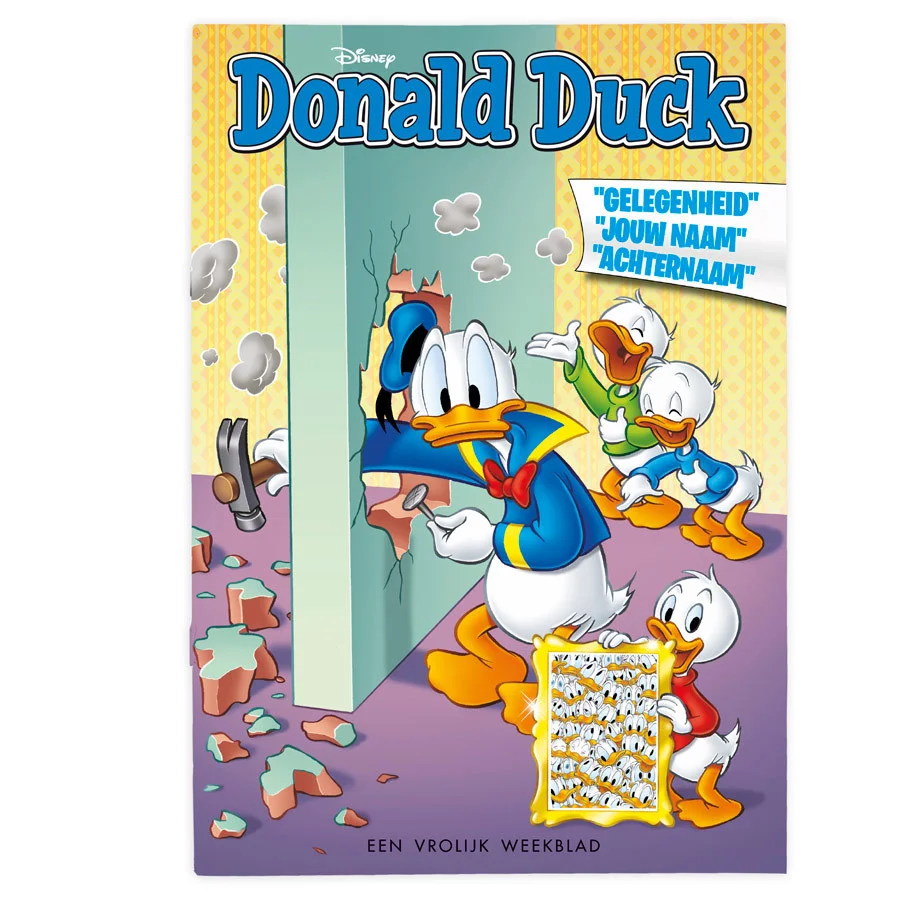 Disney
Donald Duck
"GELEGENHEID"
"JOUW NAAM"
"ACHTERNAAM"
EEN VROLIJK WEEKBLAD